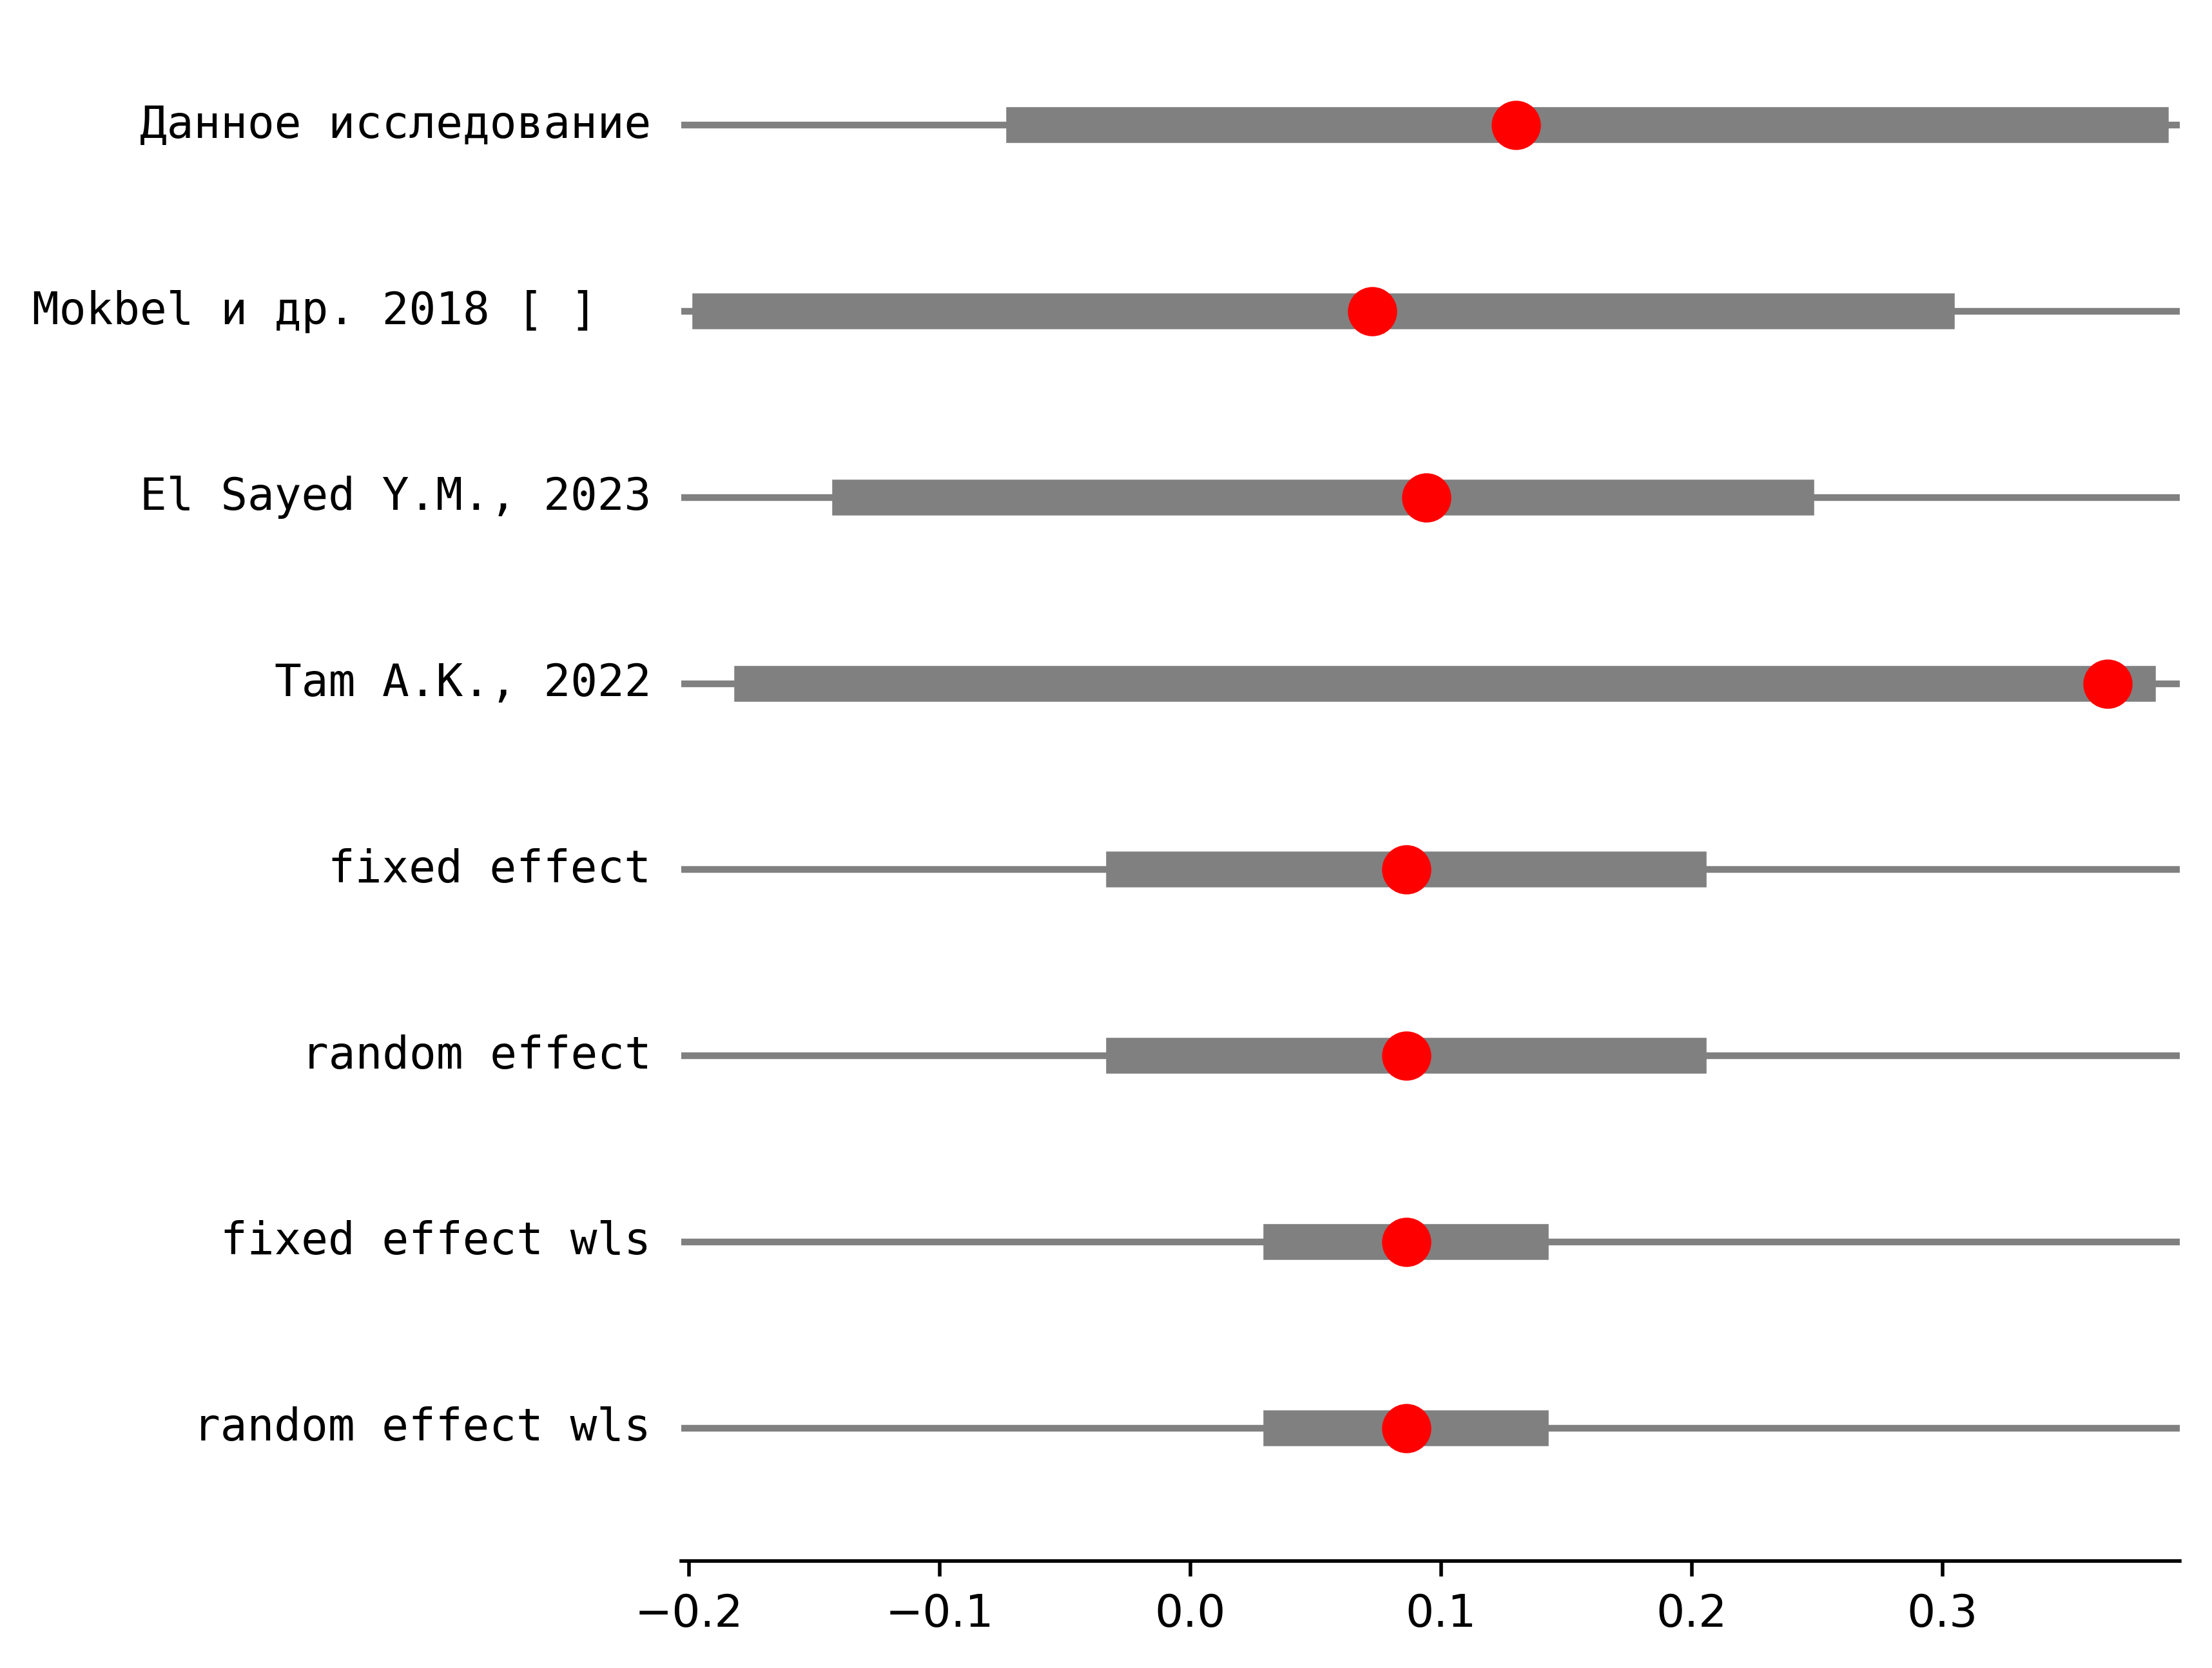 Данное исследование
Mokbel и др. 2018 [ ]
El Sayed Y.M., 2023
Tam A.K., 2022
fixed effect
random effect
fixed effect wls
random effect wls
−0.2 −0.1 0.0 0.1 0.2 0.3